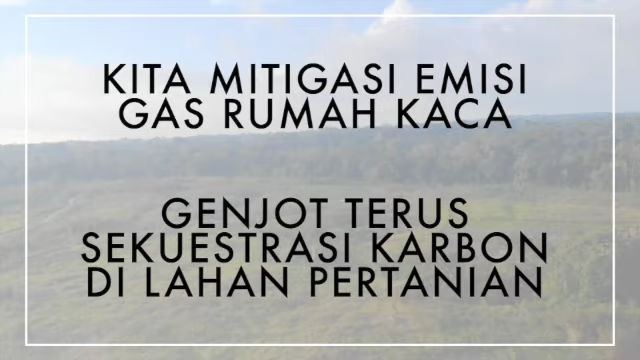 KITA MITIGASI EMISI
GAS RUMAH KACA
GENJOT TERUS
SEKUESTRASI KARBON
DI LAHAN PERTANIAN